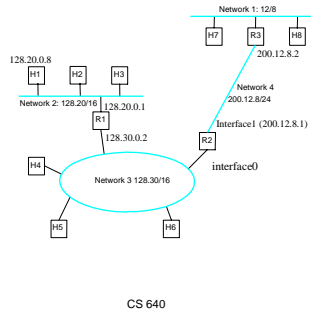 Network 1: 12/8
H7
R3
H8
200.12.8.2
128.20.0.8
H1
H2
H3
Network 4
200.12.8/24
Network 2: 128.20/16
128.20.0.1
R1
Interface1 (200.12.8.1)
128.30.0.2
R2
H4
interface0
Network 3 128.30/16
H5
H6
CS 640